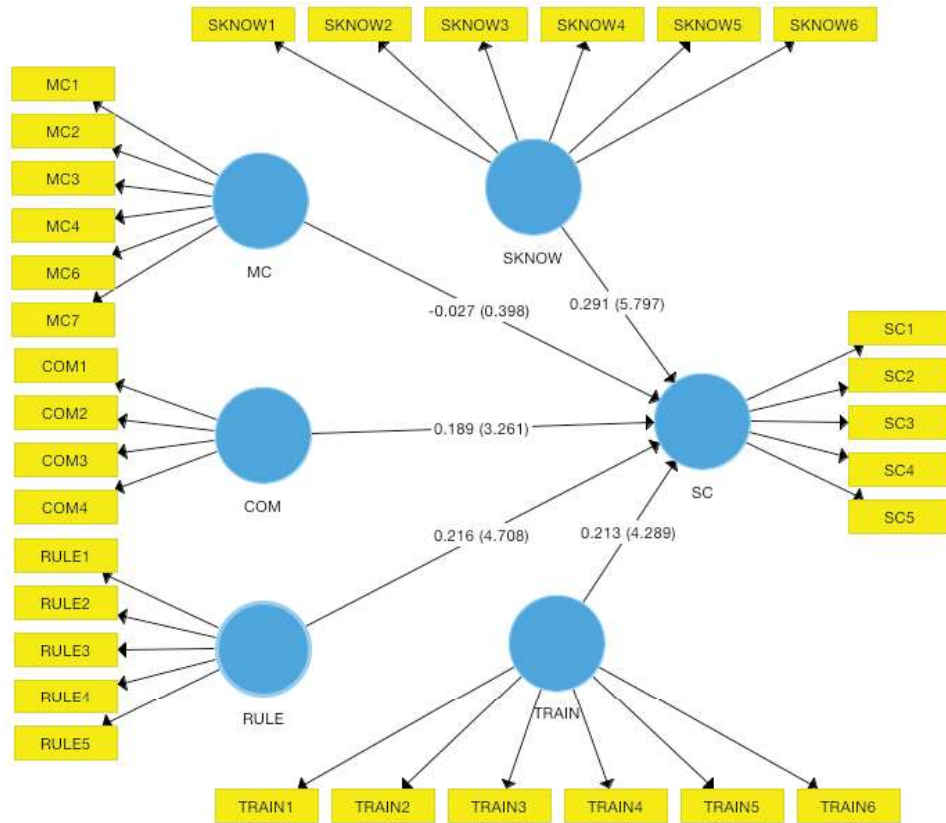 SKNOW1
SKNOW2
SKNOW3
SKNOW4
SKNOW5
SKNOW6
MC1
MC2
MC3
MC4
MC6
MC7
MC
SKNOW
-0.027 (0.398)
0.291 (5.797)
COM1
COM2
COM3
COM4
COM
0.189 (3.261)
SC
SC1
SC2
SC3
SC4
SC5
RULE1
RULE2
RULE3
RULE4
RULE5
RULE
0.216 (4.708)
0.213 (4.289)
TRAIN
TRAIN1
TRAIN2
TRAIN3
TRAIN4
TRAIN5
TRAIN6